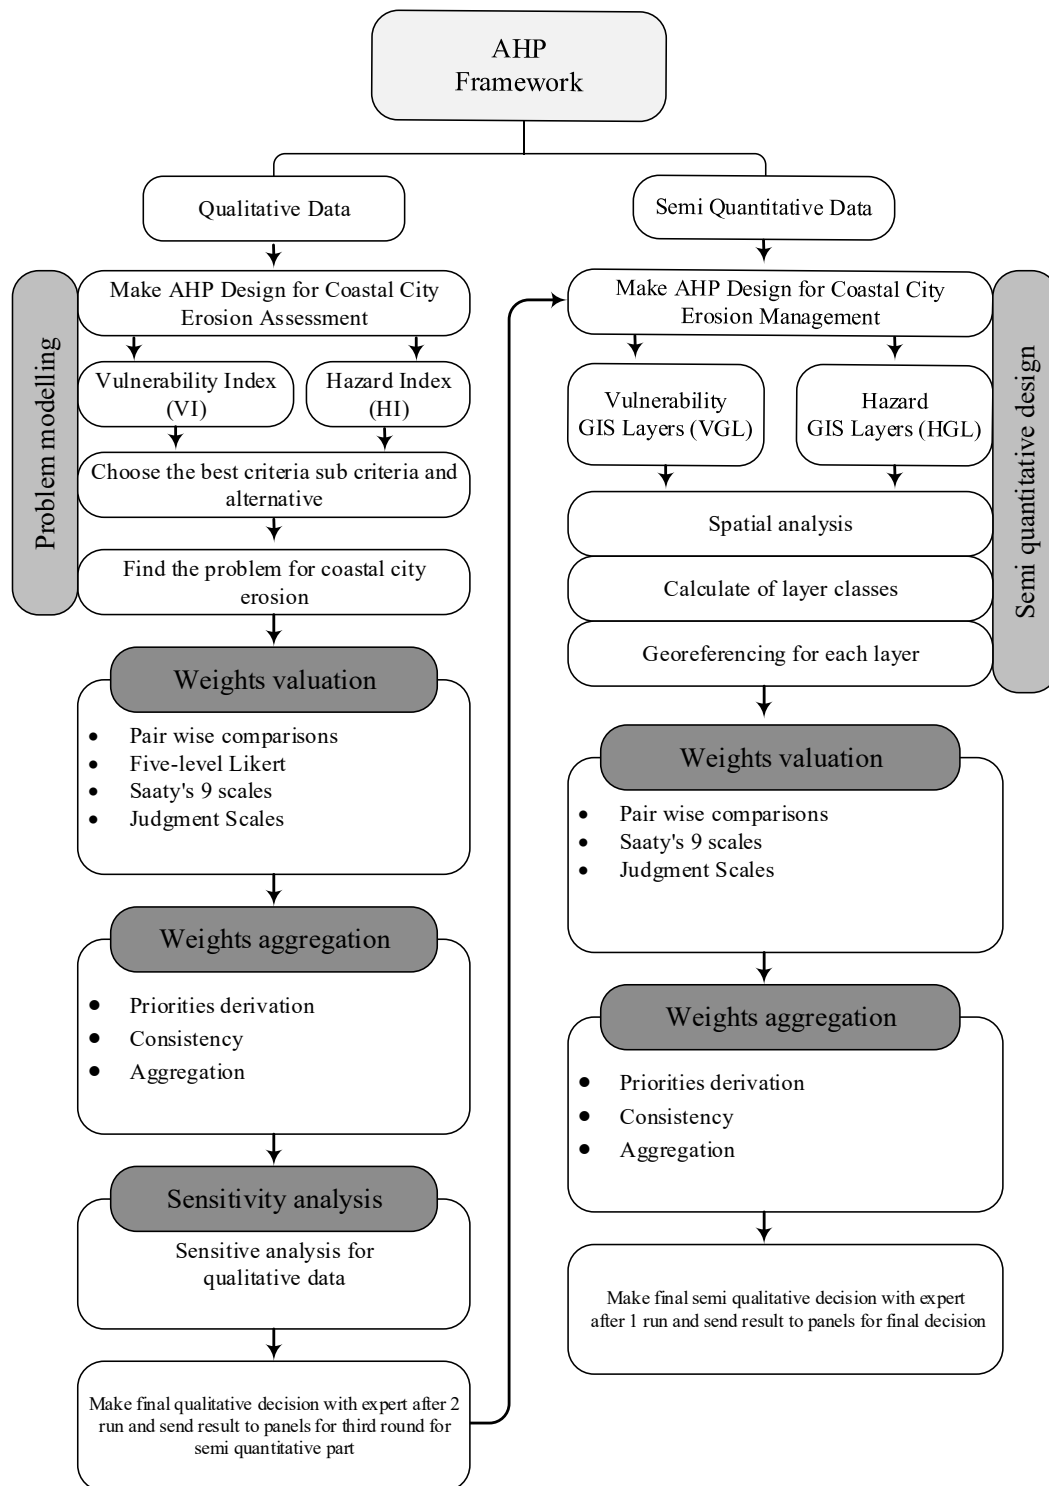 AHP
Framework
Qualitative Data
Semi Quantitative Data
Problem modelling
Make AHP Design for Coastal City
Erosion Assessment
Vulnerability Index
(VI)
Hazard Index
(HI)
Choose the best criteria sub criteria and
alternative
Find the problem for coastal city
erosion
Weights valuation
• Pair wise comparisons
• Five-level Likert
• Saaty's 9 scales
• Judgment Scales
Weights aggregation
• Priorities derivation
• Consistency
• Aggregation
Sensitivity analysis
Sensitive analysis for
qualitative data
Make final qualitative decision with expert after 2
run and send result to panels for third round for
semi quantitative part
Make AHP Design for Coastal City
Erosion Management
Vulnerability
GIS Layers (VGL)
Hazard
GIS Layers (HGL)
Spatial analysis
Calculate of layer classes
Georeferencing for each layer
Semi quantitative design
Weights valuation
• Pair wise comparisons
• Saaty's 9 scales
• Judgment Scales
Weights aggregation
• Priorities derivation
• Consistency
• Aggregation
Make final semi qualitative decision with expert
after 1 run and send result to panels for final decision